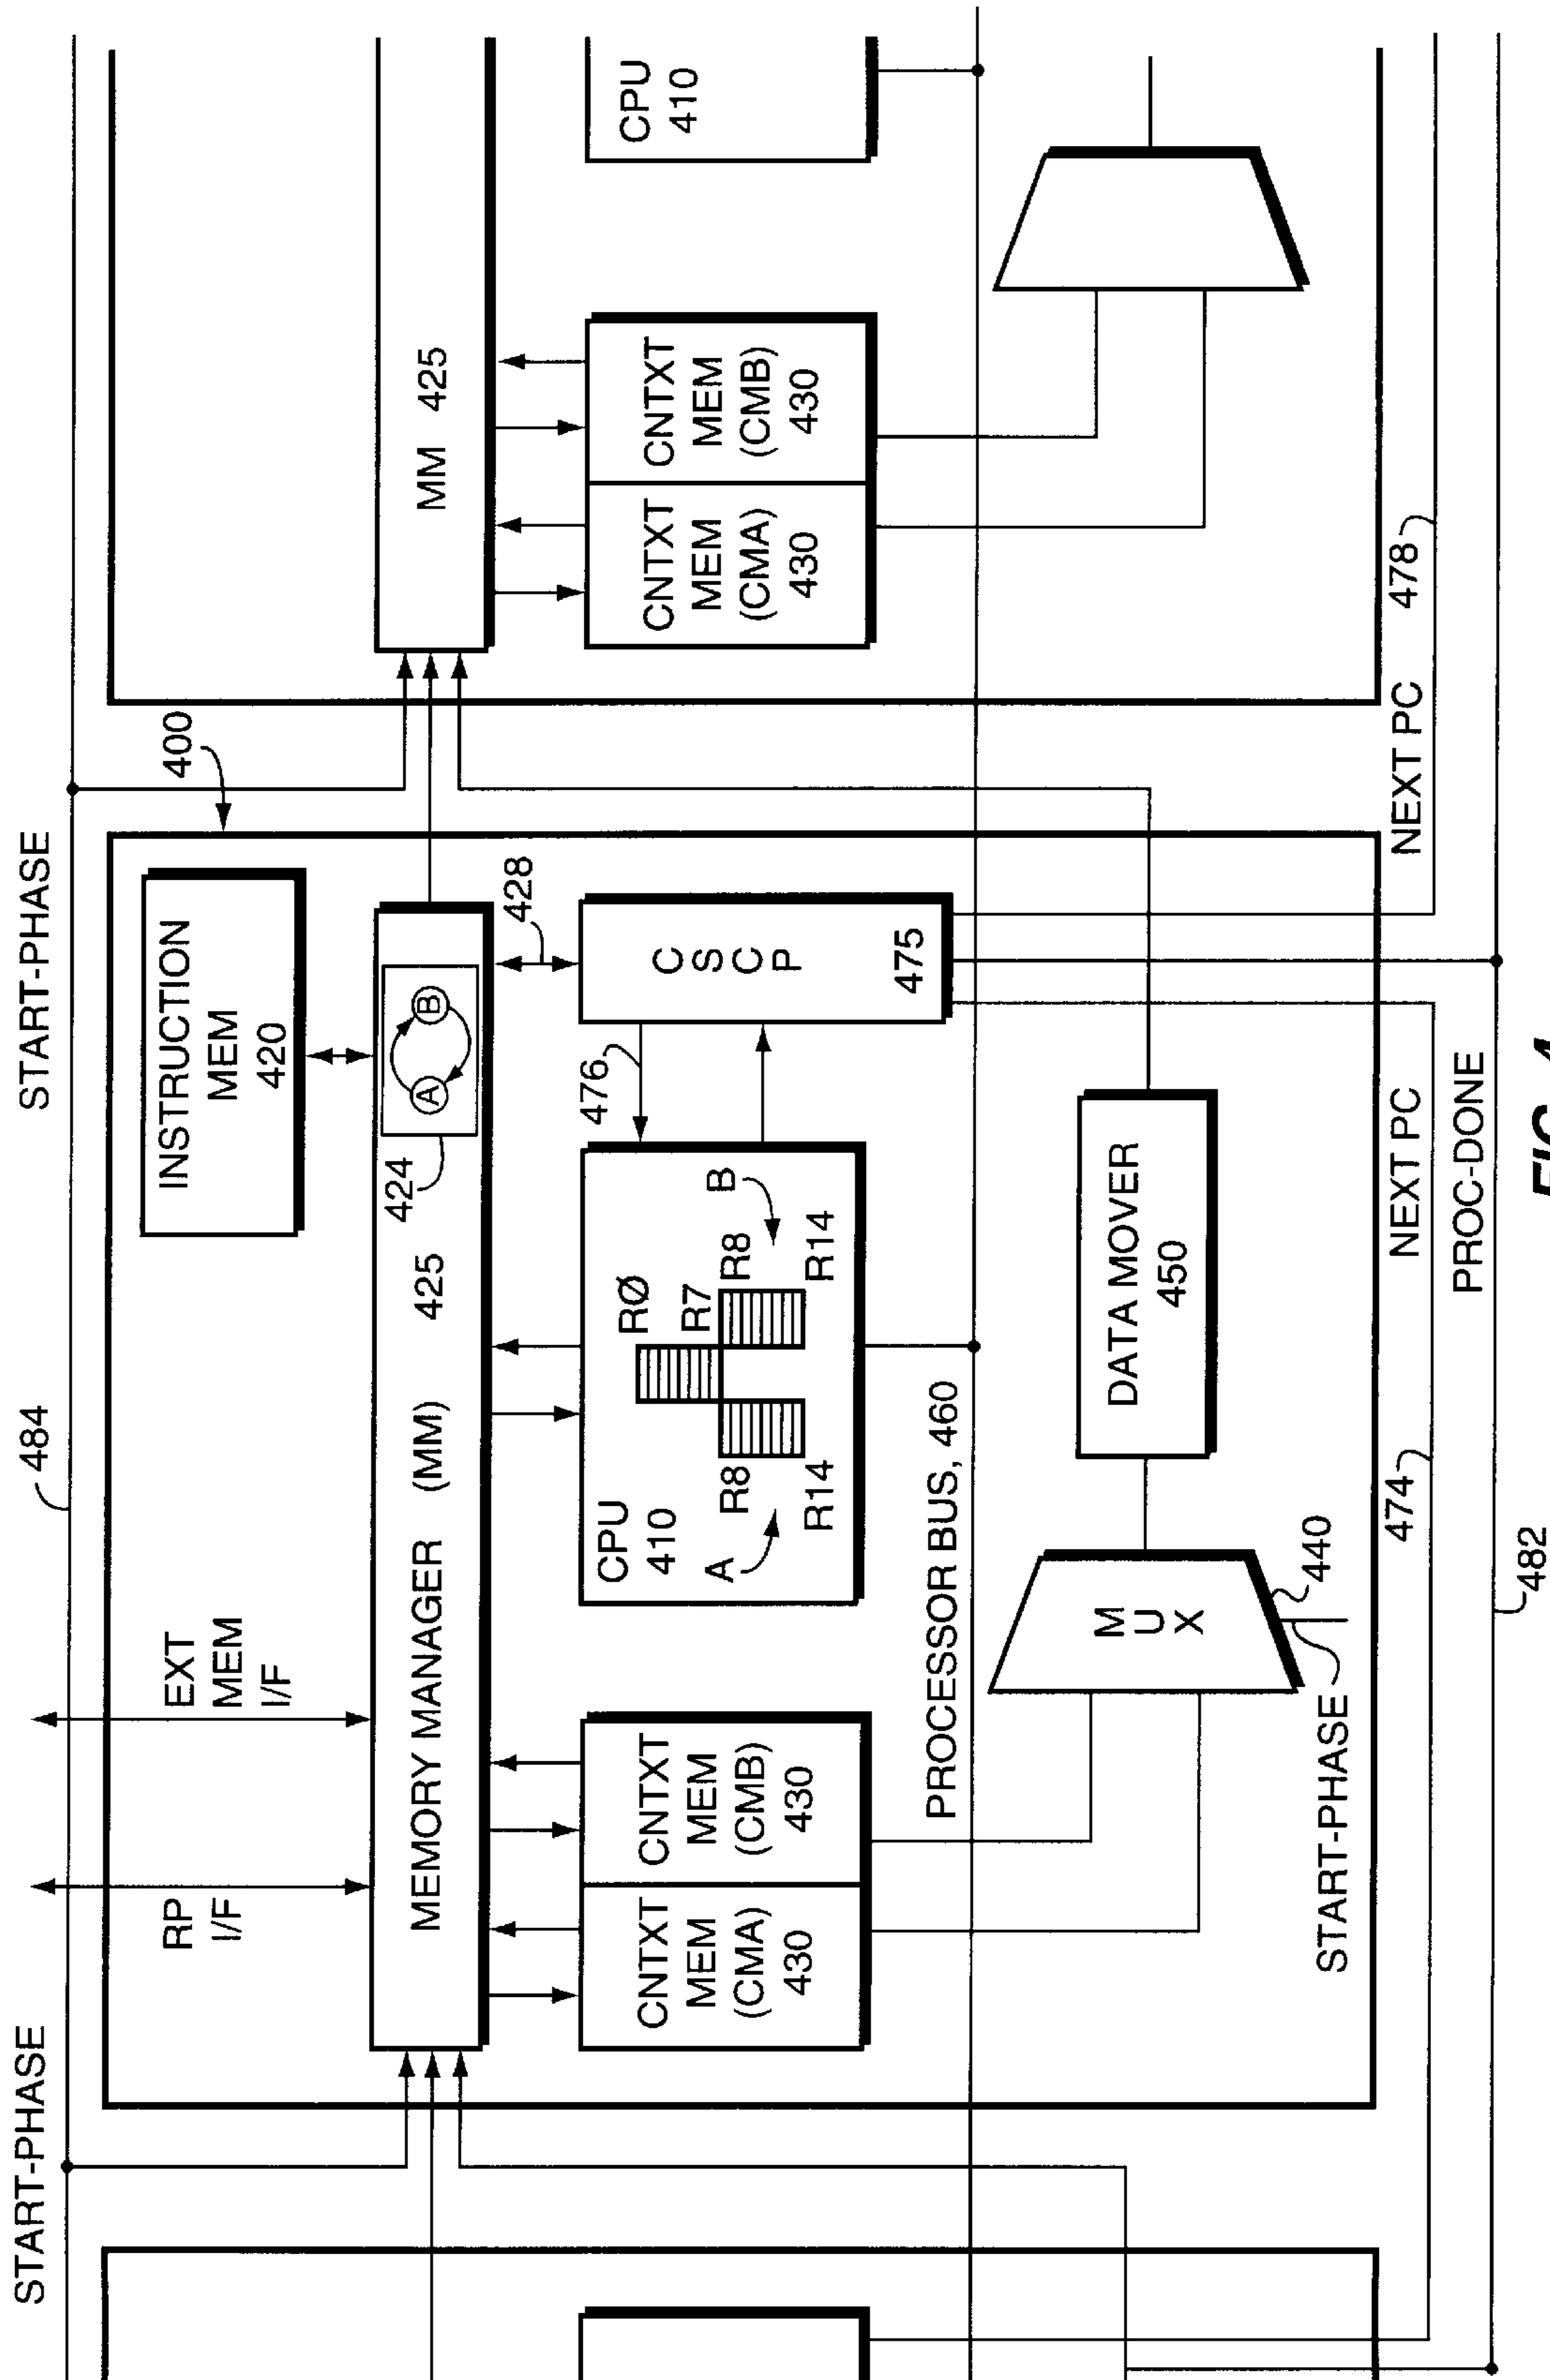 START-PHASE
484
START-PHASE
RP
I/F
EXT
MEM
I/F
INSTRUCTION
MEM
420
400
MEMORY MANAGER (MM) 425
424
A
B
MM 425
428
CNTXT
MEM
(CMA)
430
CNTXT
MEM
(CMB)
430
CPU
410
A
R8
R14
RØ
R7
R8
R14
B
476
C
S
C
P
475
CNTXT
MEM
(CMA)
430
CNTXT
MEM
(CMB)
430
CPU
410
PROCESSOR BUS, 460
M
U
X
440
START-PHASE
DATA MOVER
450
474
NEXT PC
NEXT PC
478
PROC-DONE
482
FIG. 4